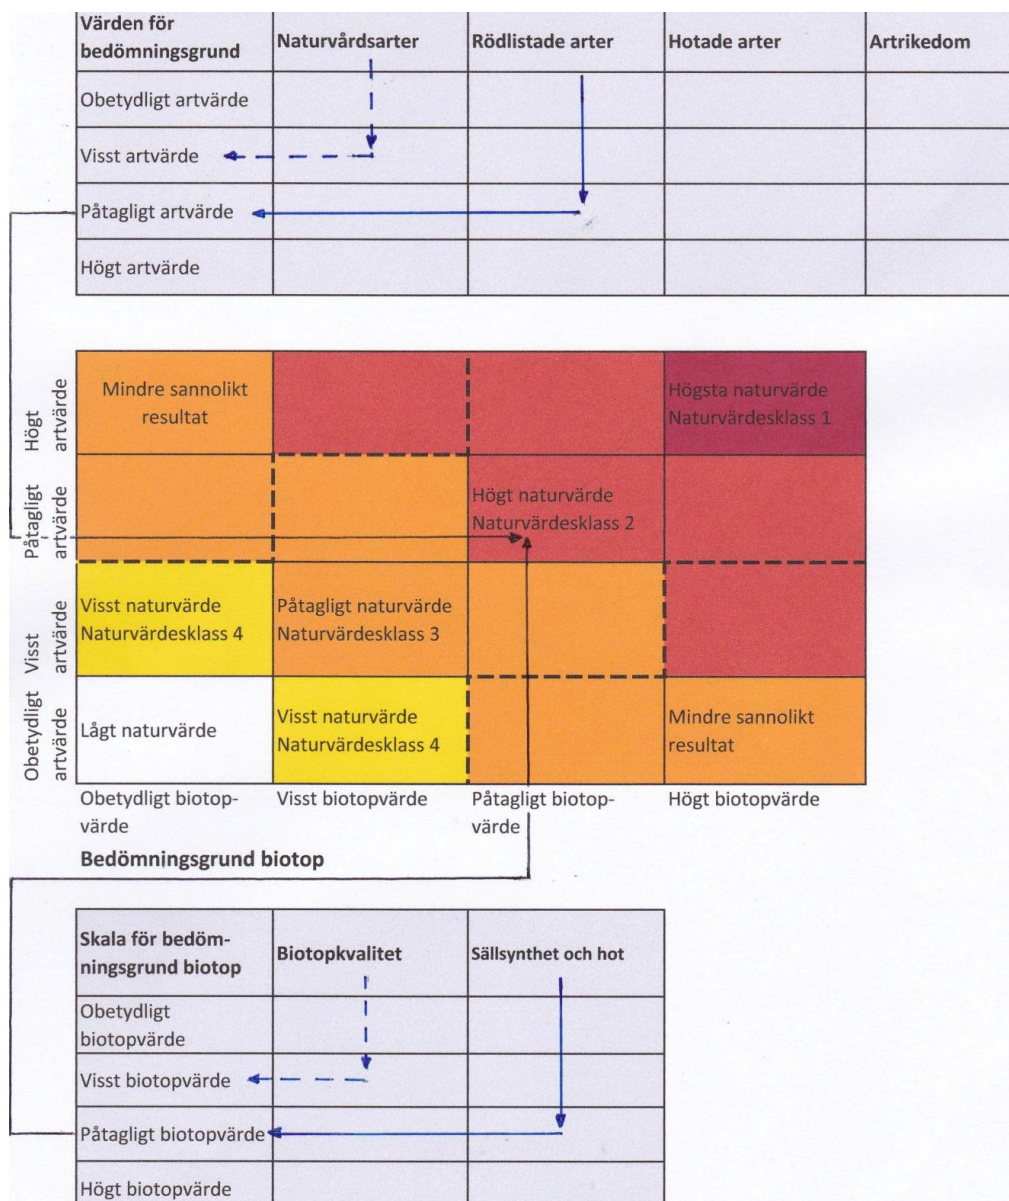 Värden för
bedömningsgrund
Naturvårdsarter
Rödlistade arter
Hotade arter
Artrikedom
Obetydligt artvärde
Visst artvärde
Påtagligt artvärde
Högt artvärde
Högt
artvärde
Mindre sannolikt
resultat
Högsta naturvärde
Naturvärdesklass 1
Påtagligt
artvärde
Högt naturvärde
Naturvärdesklass 2
Visst
artvärde
Visst naturvärde
Naturvärdesklass 4
Påtagligt naturvärde
Naturvärdesklass 3
Obetydligt
artvärde
Lågt naturvärde
Visst naturvärde
Naturvärdesklass 4
Mindre sannolikt
resultat
Obetydligt biotop-
värde
Visst biotopvärde
Påtagligt biotop-
värde
Högt biotopvärde
Bedömningsgrund biotop
Skala för bedöm-
ningsgrund biotop
Biotopkvalitet
Sällsynthet och hot
Obetydligt
biotopvärde
Visst biotopvärde
Påtagligt biotopvärde
Högt biotopvärde